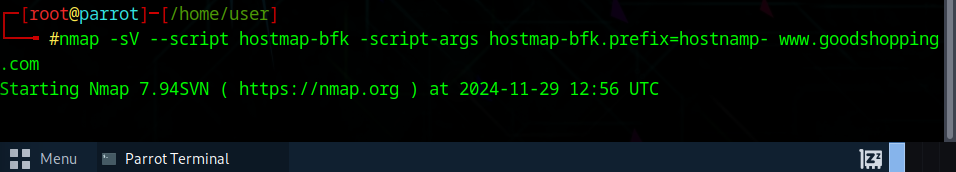 ┌─[root@parrot]─[/home/user]
└──╼ #nmap -sV --script hostmap-bfk -script-args hostmap-bfk.prefix=hostnamp- www.goodshopping
.com
Starting Nmap 7.94SVN ( https://nmap.org ) at 2024-11-29 12:56 UTC
Menu Parrot Terminal